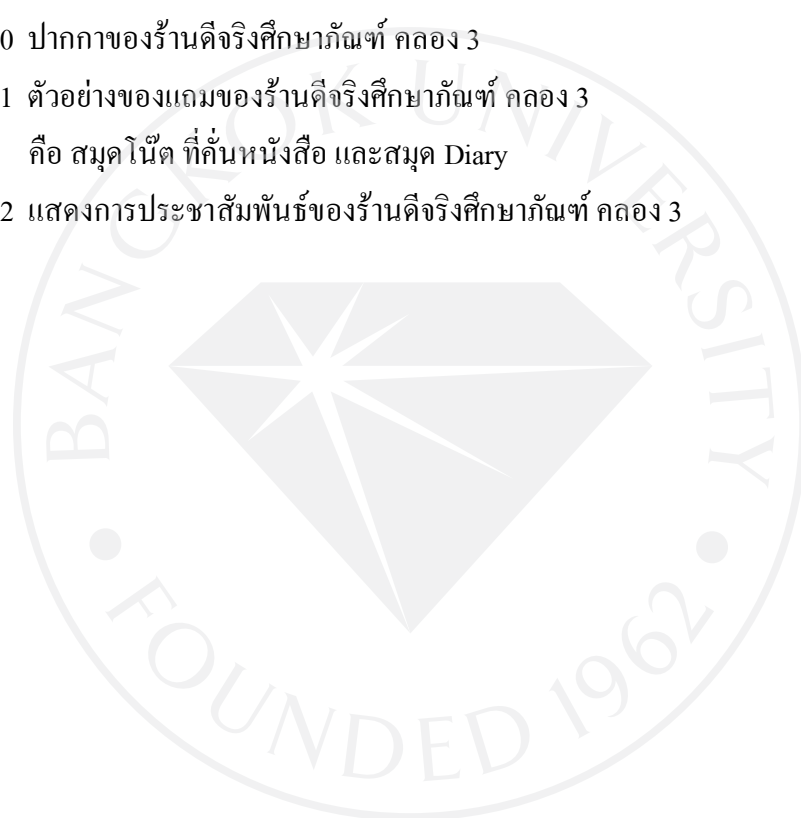 0 ปากกาของร้านดีจริงศึกษาภัณฑ์ คลอง 3
1 ตัวอย่างของแถมของร้านดีจริงศึกษาภัณฑ์ คลอง 3
คือ สมุดโน๊ต ที่คั่นหนังสือ และสมุด Diary
2 แสดงการประชาสัมพันธ์ของร้านดีจริงศึกษาภัณฑ์ คลอง 3
BANGKOK UNIVERSITY
• FOUNDED 1962 •